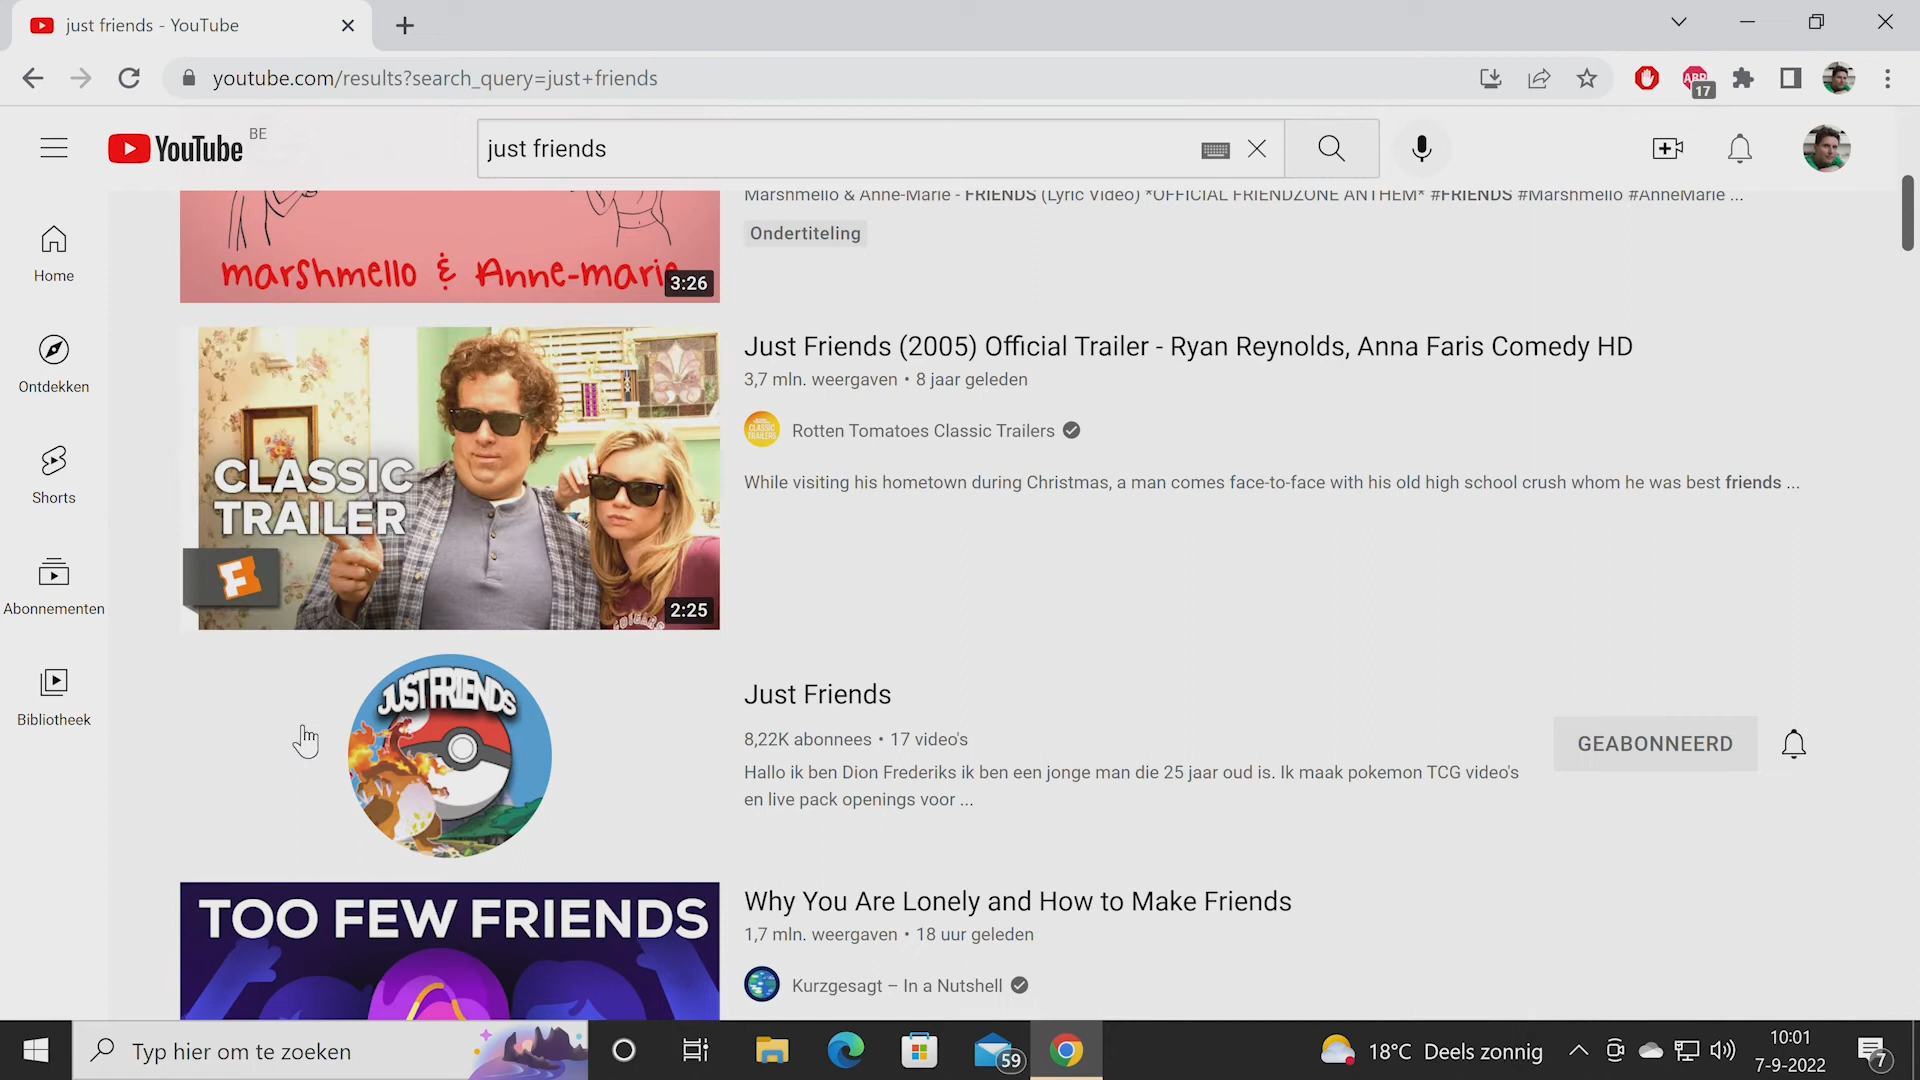 just friends - YouTube
youtube.com/results?search_query=just+friends
ABP
17
YouTube BE
just friends
Marshmello & Anne-Marie - FRIENDS (Lyric Video) *OFFICIAL FRIENDZONE ANTHEM* #FRIENDS #Marshmello #AnneMarie ...
Ondertiteling
marshmello & Anne-marie
3:26
Home
Ontdekken
Shorts
Abonnementen
Bibliotheek
CLASSIC
TRAILER
F
COUGARS
2:25
Just Friends (2005) Official Trailer - Ryan Reynolds, Anna Faris Comedy HD
3,7 mln. weergaven • 8 jaar geleden
CLASSIC
TRAILERS
Rotten Tomatoes Classic Trailers
While visiting his hometown during Christmas, a man comes face-to-face with his old high school crush whom he was best friends ...
JUST FRIENDS
Just Friends
8,22K abonnees • 17 video's
Hallo ik ben Dion Frederiks ik ben een jonge man die 25 jaar oud is. Ik maak pokemon TCG video's
en live pack openings voor ...
GEABONNEERD
TOO FEW FRIENDS
Why You Are Lonely and How to Make Friends
1,7 mln. weergaven • 18 uur geleden
Kurzgesagt – In a Nutshell
Typ hier om te zoeken
59
18°C Deels zonnig
10:01
7-9-2022
7